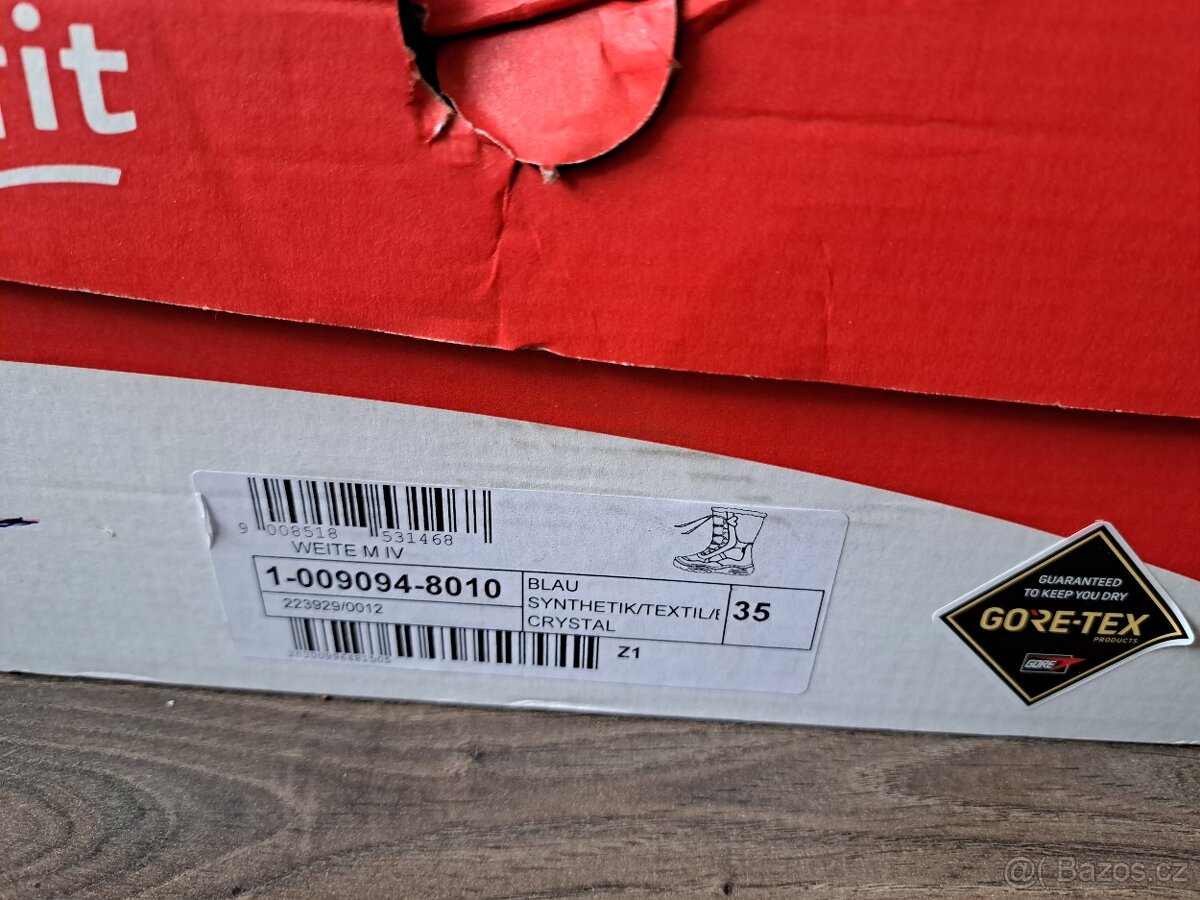 fit
9 008518 531468
WEITE M IV
1-009094-8010
223929/0012
BLAU
SYNTHETIK/TEXTIL/
CRYSTAL
35
Z1
GUARANTEED
TO KEEP YOU DRY
GORE-TEX
PRODUCTS
GORE
@( Bazos.cz